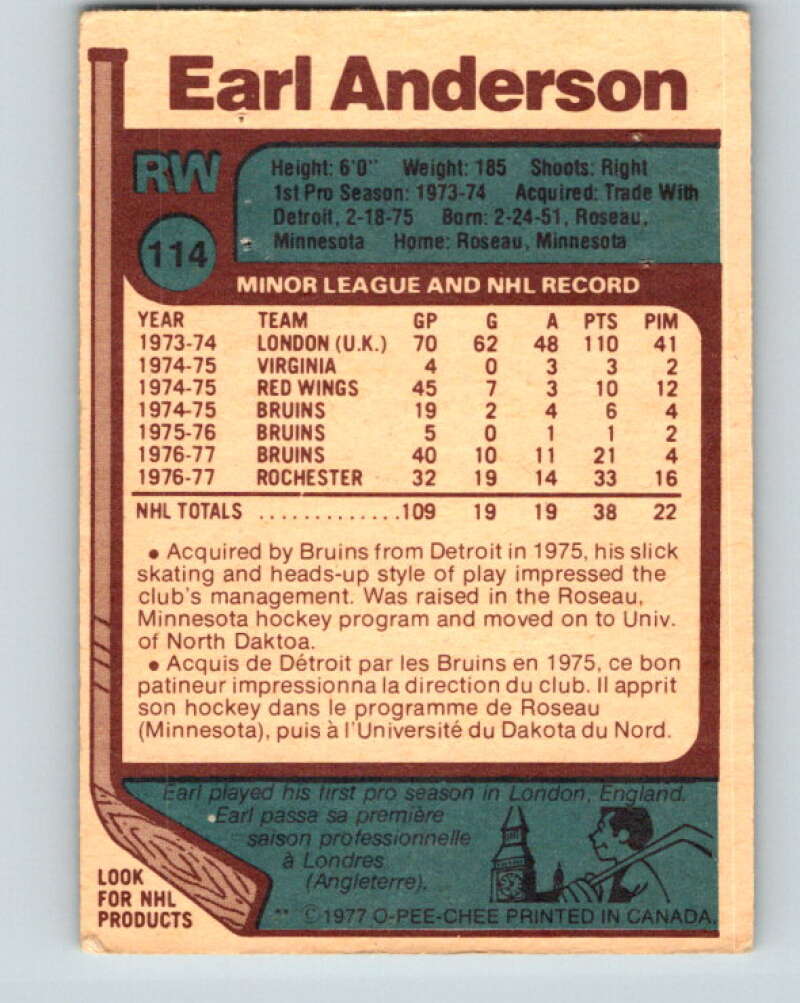 Earl Anderson
RW
Height: 6'0" Weight: 185 Shoots: Right
1st Pro Season: 1973-74 Acquired: Trade With
Detroit, 2-18-75 Born: 2-24-51, Roseau,
Minnesota Home: Roseau, Minnesota
114
MINOR LEAGUE AND NHL RECORD
YEAR TEAM GP G A PTS PIM
1973-74 LONDON (U.K.) 70 62 48 110 41
1974-75 VIRGINIA 4 0 3 3 2
1974-75 RED WINGS 45 7 3 10 12
1974-75 BRUINS 19 2 4 6 4
1975-76 BRUINS 5 0 1 1 2
1976-77 BRUINS 40 10 11 21 4
1976-77 ROCHESTER 32 19 14 33 16
NHL TOTALS .............109 19 19 38 22
• Acquired by Bruins from Detroit in 1975, his slick
skating and heads-up style of play impressed the
club's management. Was raised in the Roseau,
Minnesota hockey program and moved on to Univ.
of North Daktoa.
• Acquis de Détroit par les Bruins en 1975, ce bon
patineur impressionna la direction du club. Il apprit
son hockey dans le programme de Roseau
(Minnesota), puis à l'Université du Dakota du Nord.
Earl played his first pro season in London, England.
Earl passa sa première
saison professionnelle
à Londres
(Angleterre).
LOOK
FOR NHL
PRODUCTS
** ©1977 O-PEE-CHEE PRINTED IN CANADA.